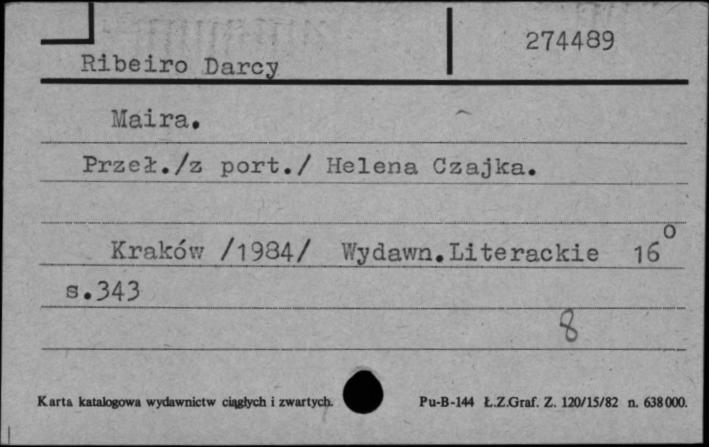 274489
Ribeiro Darcy
Maira.
Przeł./z port./ Helena Czajka.
Kraków /1984/ Wydawn.Literackie 16°
s.343
8
Karta katalogowa wydawnictw ciągłych i zwartych. Pu-B-144 Ł.Z.Graf. Z. 120/15/82 n. 638000.